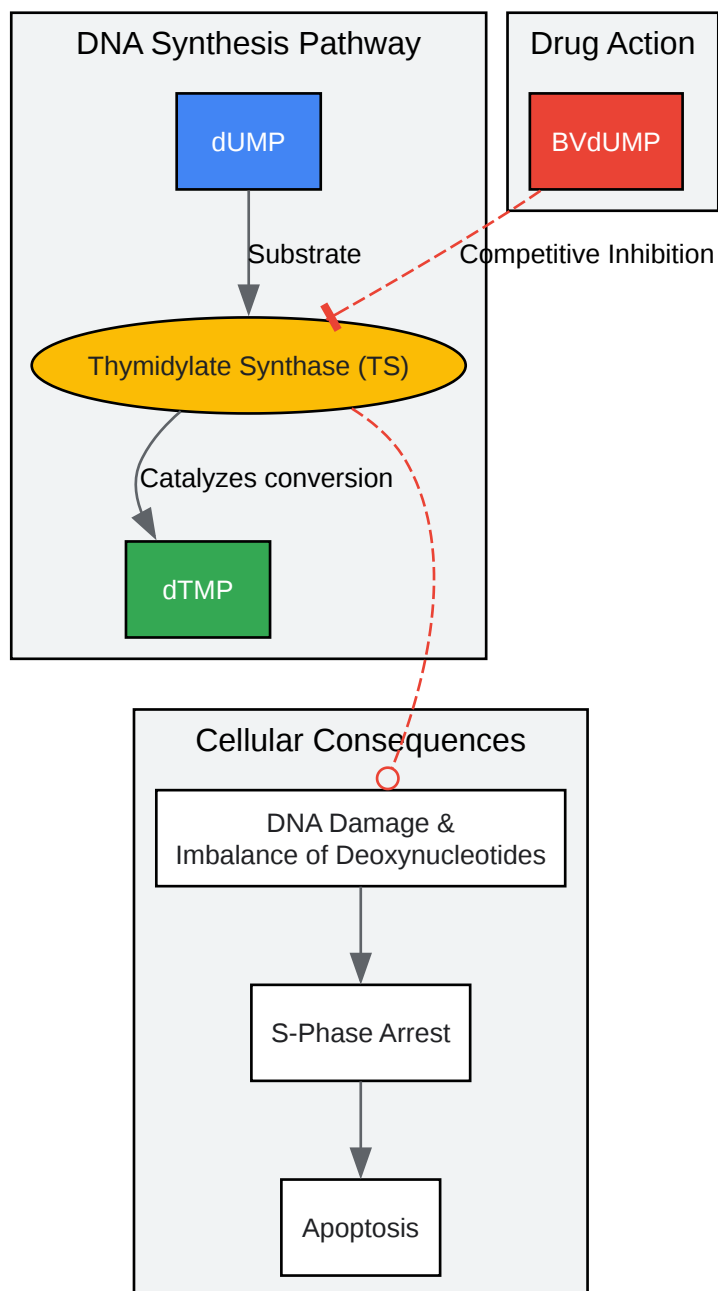 DNA Synthesis Pathway
Drug Action
dUMP
BVdUMP
Substrate
Competitive Inhibition
Thymidylate Synthase (TS)
Catalyzes conversion
dTMP
Cellular Consequences
DNA Damage &
Imbalance of Deoxynucleotides
S-Phase Arrest
Apoptosis